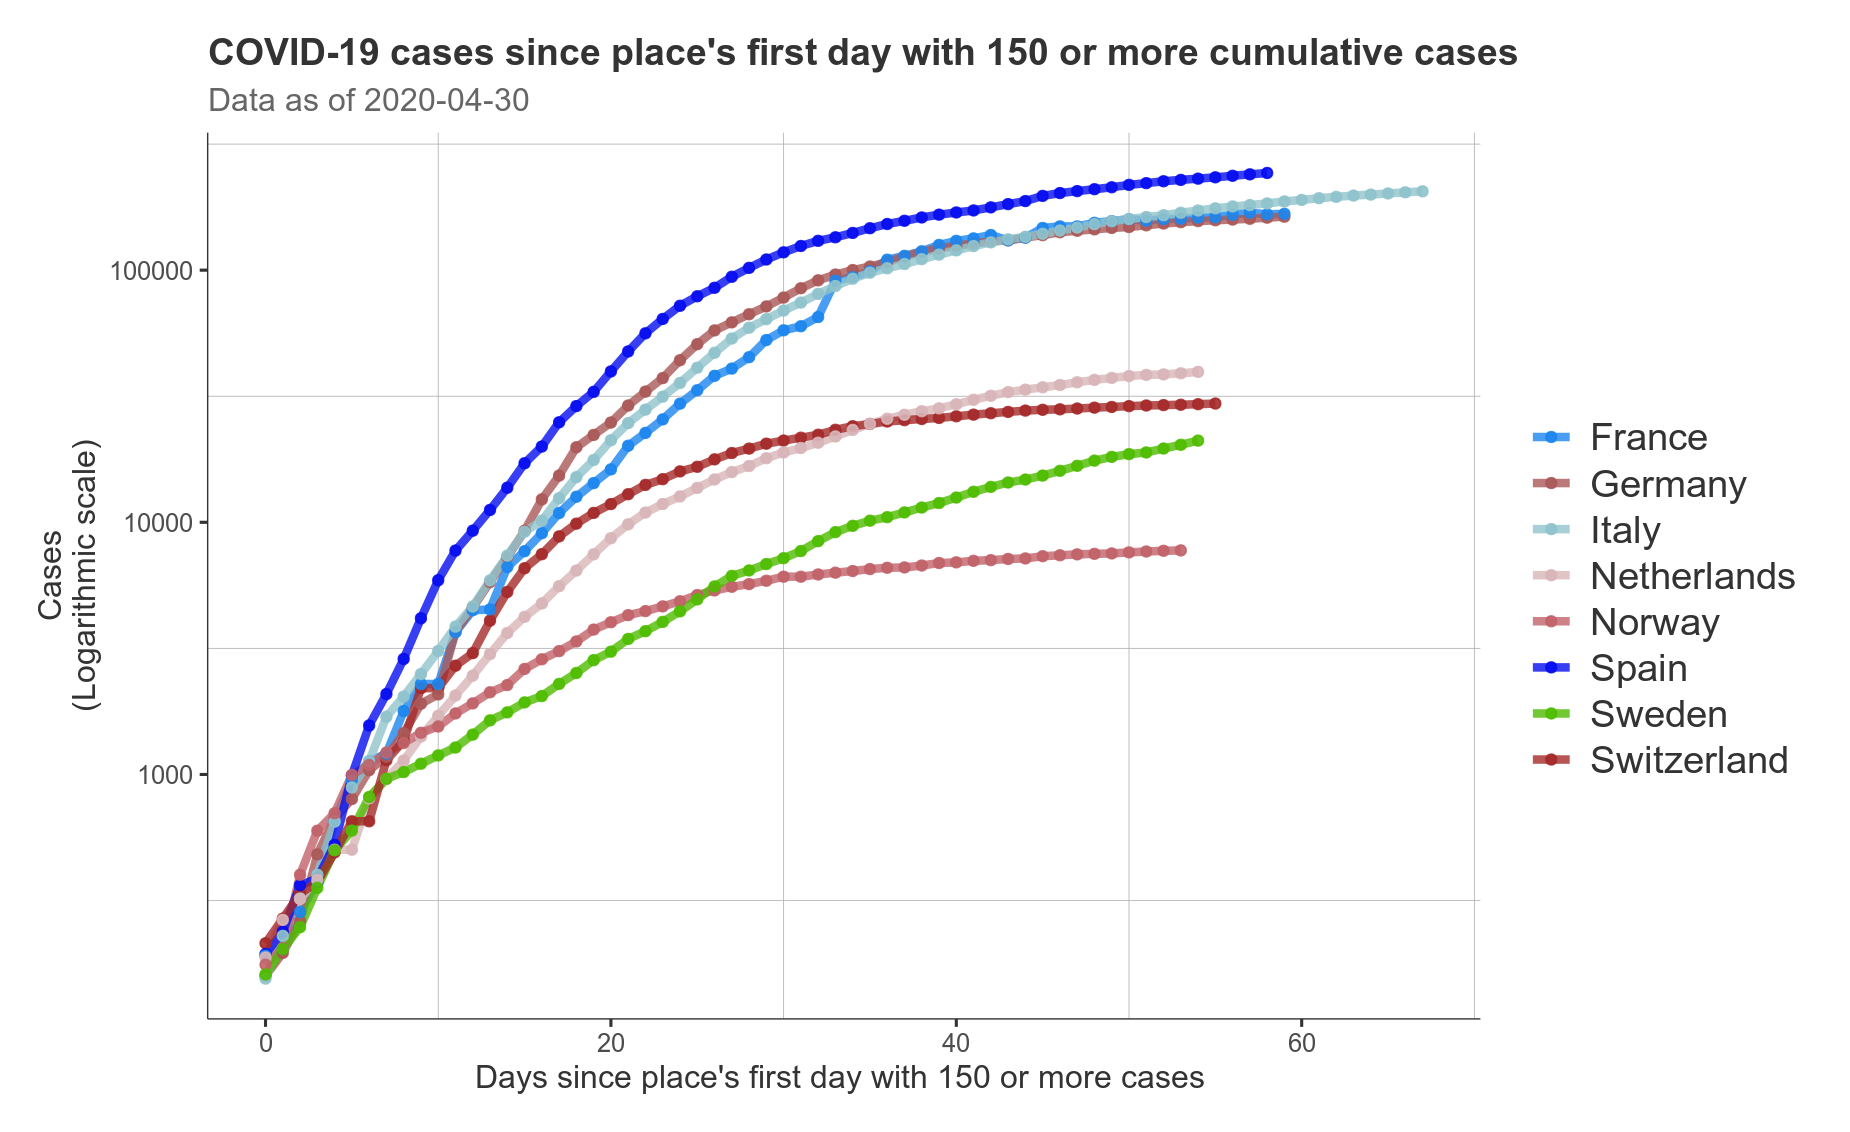 COVID-19 cases since place's first day with 150 or more cumulative cases
Data as of 2020-04-30
Cases
(Logarithmic scale)
100000
10000
1000
0 20 40 60
Days since place's first day with 150 or more cases
France
Germany
Italy
Netherlands
Norway
Spain
Sweden
Switzerland